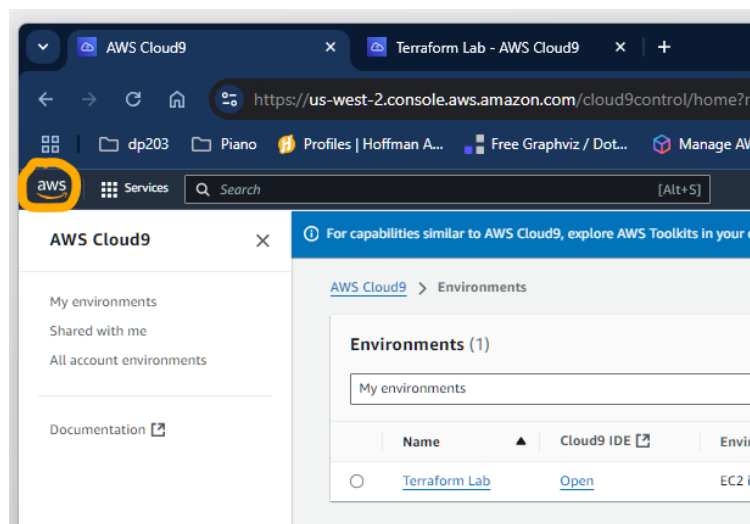 AWS Cloud9
Terraform Lab - AWS Cloud9
https://us-west-2.console.aws.amazon.com/cloud9control/home?
dp203
Piano
Profiles | Hoffman A...
Free Graphviz / Dot...
Manage AW
aws
Services
Search
[Alt+S]
AWS Cloud9
My environments
Shared with me
All account environments
Documentation
For capabilities similar to AWS Cloud9, explore AWS Toolkits in your
AWS Cloud9 > Environments
Environments (1)
My environments
Name
Cloud9 IDE
Envi
Terraform Lab
Open
EC2 i